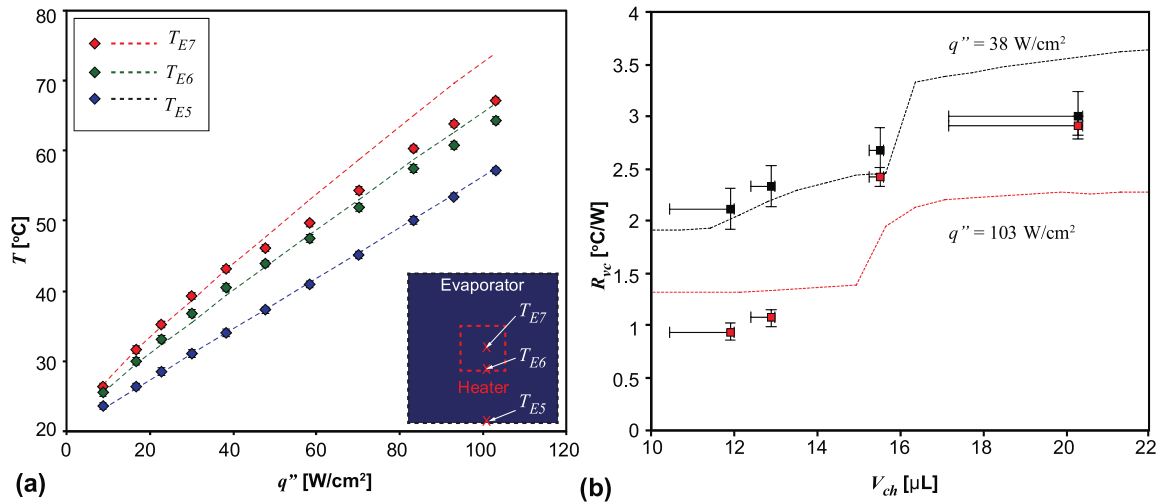 80
70
60
50
40
30
20
T [°C]
0
20
40
60
80
100
120
q” [W/cm²]
(a)
T_E7
T_E6
T_E5
Evaporator
T_E7
T_E6
Heater
T_E5
4
3.5
3
2.5
2
1.5
1
0.5
0
R_vc [°C/W]
10
12
14
16
18
20
22
V_ch [µL]
(b)
q” = 38 W/cm²
q” = 103 W/cm²